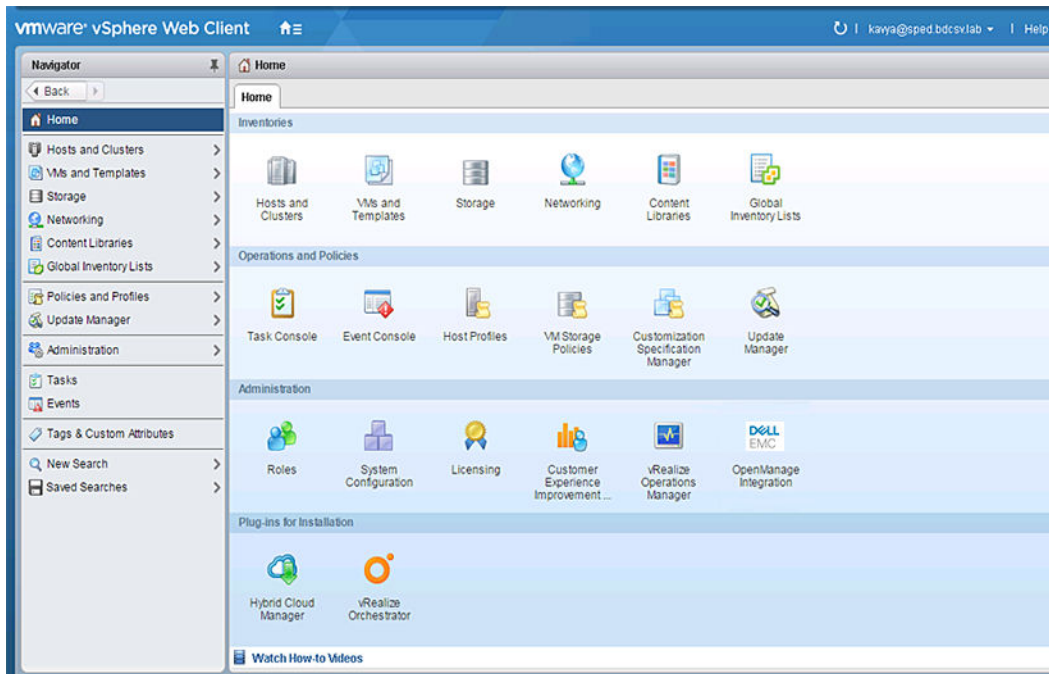 vmware® vSphere Web Client
kavya@sped.bdcsv.lab
Help
Navigator
Back
Home
Hosts and Clusters
VMs and Templates
Storage
Networking
Content Libraries
Global Inventory Lists
Policies and Profiles
Update Manager
Administration
Tasks
Events
Tags & Custom Attributes
New Search
Saved Searches
Home
Home
Inventories
Hosts and
Clusters
VMs and
Templates
Storage
Networking
Content
Libraries
Global
Inventory Lists
Operations and Policies
Task Console
Event Console
Host Profiles
VM Storage
Policies
Customization
Specification
Manager
Update
Manager
Administration
Roles
System
Configuration
Licensing
Customer
Experience
Improvement ...
vRealize
Operations
Manager
DELL
EMC
OpenManage
Integration
Plug-ins for Installation
Hybrid Cloud
Manager
vRealize
Orchestrator
Watch How-to Videos